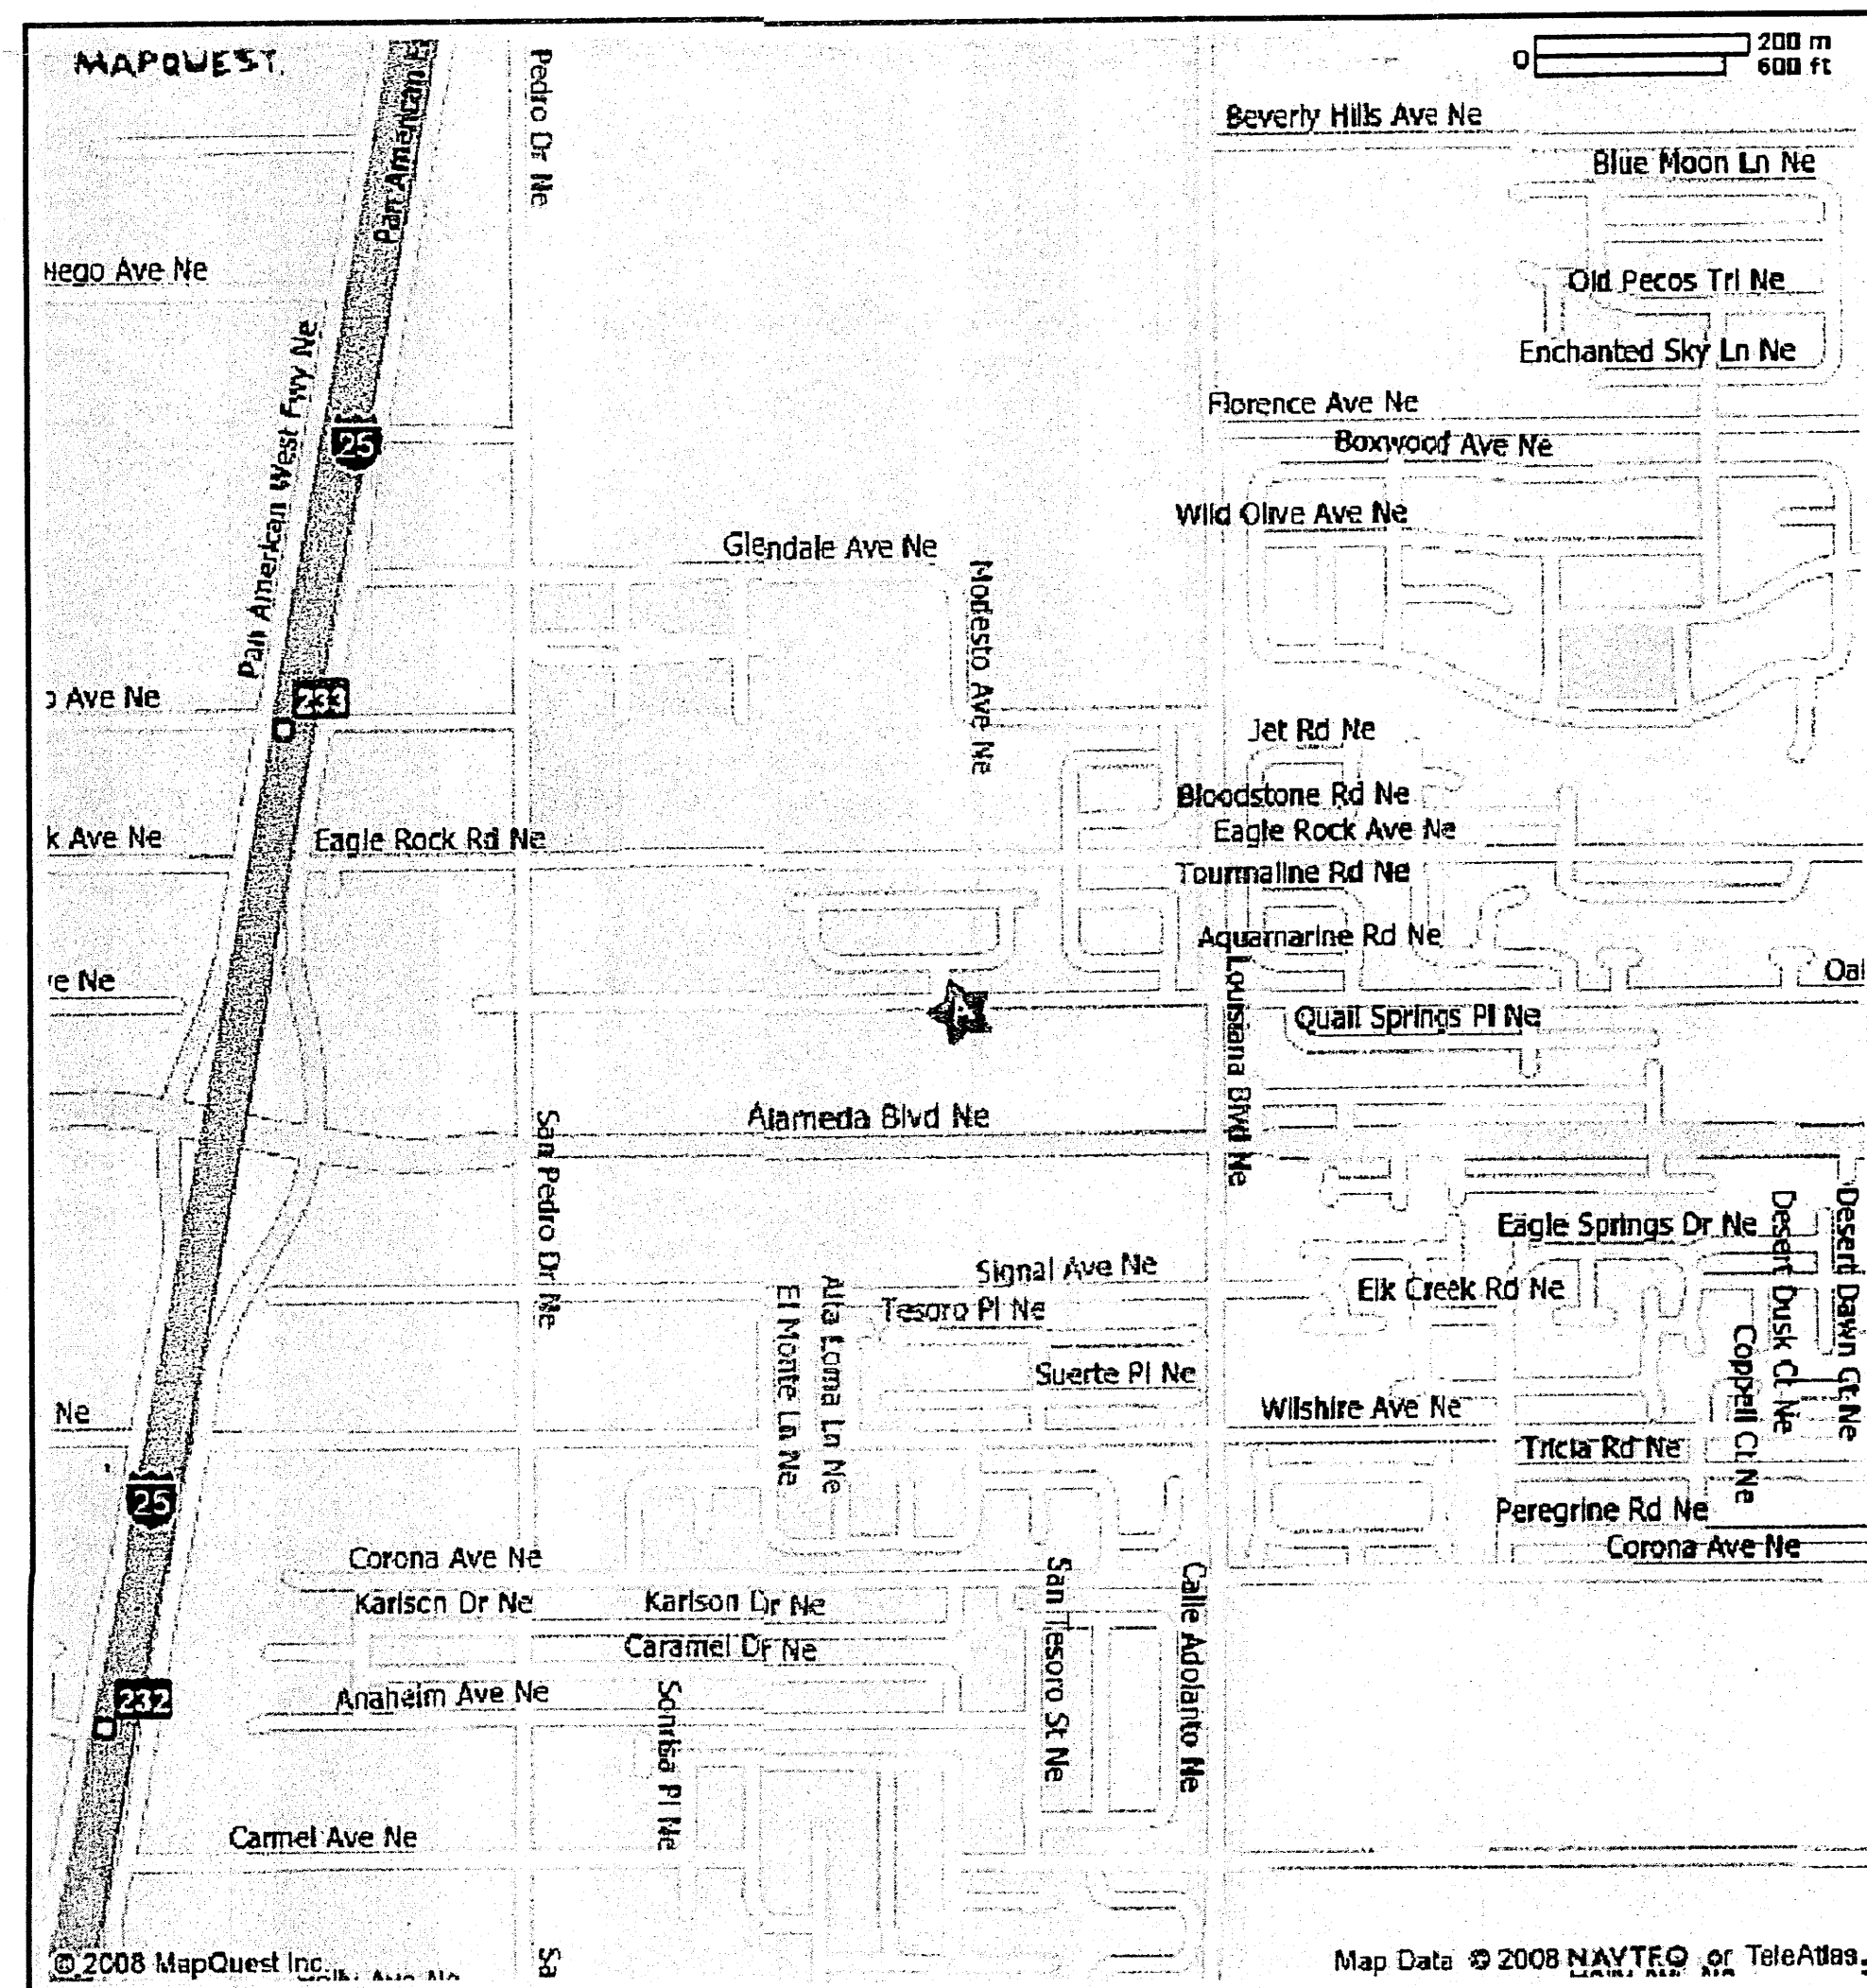 MAPQUEST.
0
200 m
600 ft
Pan American
Pedro Dr Ne
Beverly Hills Ave Ne
Blue Moon Ln Ne
Ave Ne
Old Pecos Trl Ne
Enchanted Sky Ln Ne
Pan American West Fwy Ne
25
Florence Ave Ne
Boxwood Ave Ne
Wild Olive Ave Ne
Glendale Ave Ne
Modesto Ave Ne
Ave Ne
233
Jet Rd Ne
Bloodstone Rd Ne
k Ave Ne
Eagle Rock Rd Ne
Eagle Rock Ave Ne
Tourmaline Rd Ne
Aquamarine Rd Ne
Louisiana Blvd Ne
ve Ne
Oal
Quail Springs Pl Ne
Alameda Blvd Ne
San Pedro Dr Ne
Eagle Springs Dr Ne
Desert Dusk Ct Ne
Desert Dawn Ct Ne
Signal Ave Ne
Elk Creek Rd Ne
Tesoro Pl Ne
El Monte Ln Ne
Alta Loma Ln Ne
Suerte Pl Ne
Coppell Ct Ne
Ne
Wilshire Ave Ne
Tricia Rd Ne
25
Peregrine Rd Ne
Corona Ave Ne
Corona Ave Ne
Karlson Dr Ne
Karlson Dr Ne
San Tesoro St Ne
Calle Adolanto Ne
Caramel Dr Ne
232
Anaheim Ave Ne
Sonrisa Pl Ne
Carmel Ave Ne
Sa
© 2008 MapQuest Inc.
Map Data © 2008 NAVTEQ or TeleAtlas